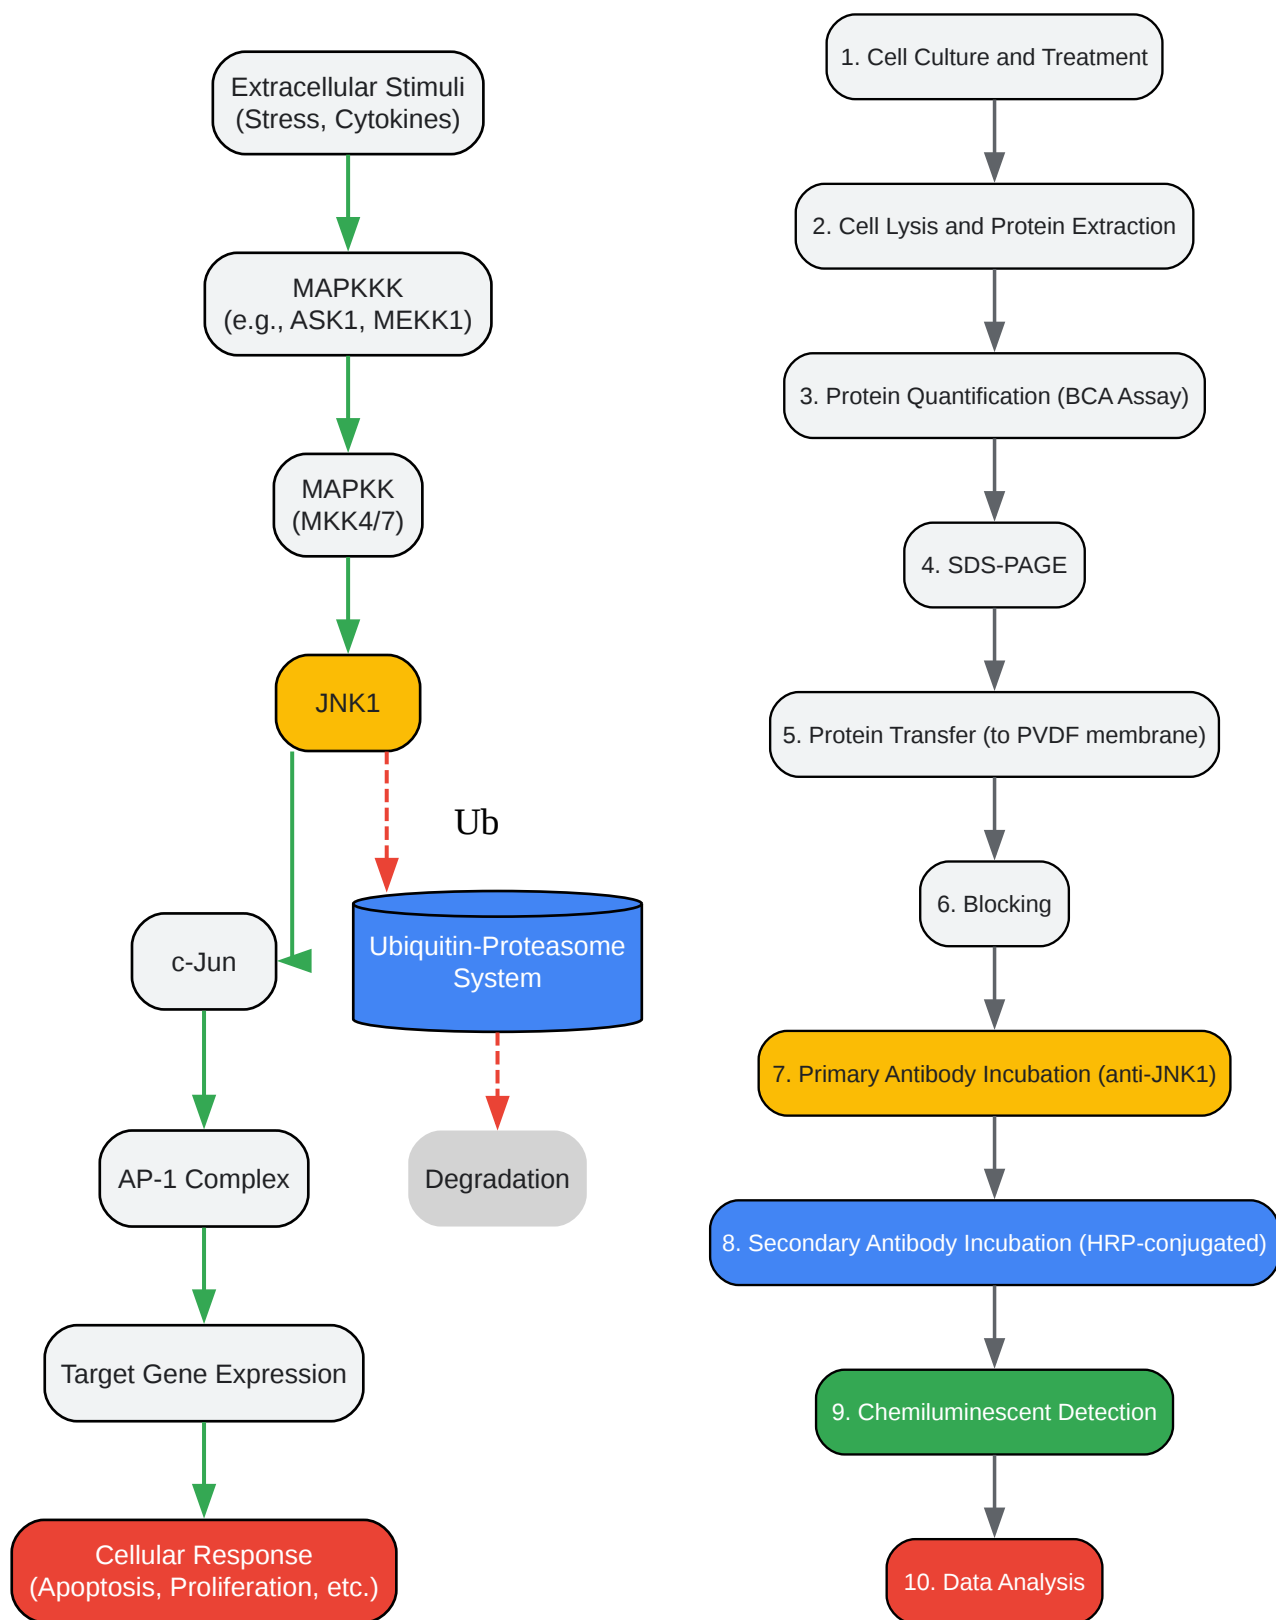 Extracellular Stimuli
(Stress, Cytokines)
MAPKKK
(e.g., ASK1, MEKK1)
MAPKK
(MKK4/7)
JNK1
Ub
c-Jun
Ubiquitin-Proteasome
System
AP-1 Complex
Degradation
Target Gene Expression
Cellular Response
(Apoptosis, Proliferation, etc.)
1. Cell Culture and Treatment
2. Cell Lysis and Protein Extraction
3. Protein Quantification (BCA Assay)
4. SDS-PAGE
5. Protein Transfer (to PVDF membrane)
6. Blocking
7. Primary Antibody Incubation (anti-JNK1)
8. Secondary Antibody Incubation (HRP-conjugated)
9. Chemiluminescent Detection
10. Data Analysis